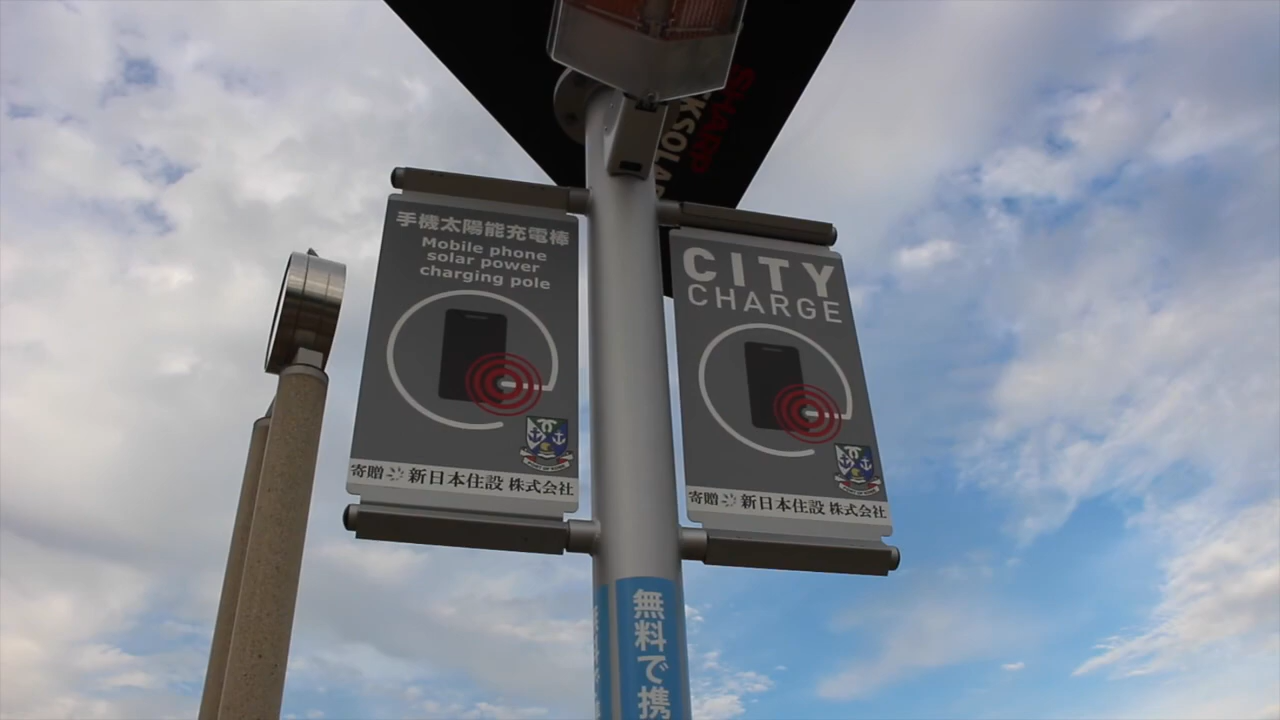 SHARP
手機太陽能充電棒
Mobile phone
solar power
charging pole
寄贈 新日本住設 株式会社
CITY
CHARGE
寄贈 新日本住設 株式会社
無料で携